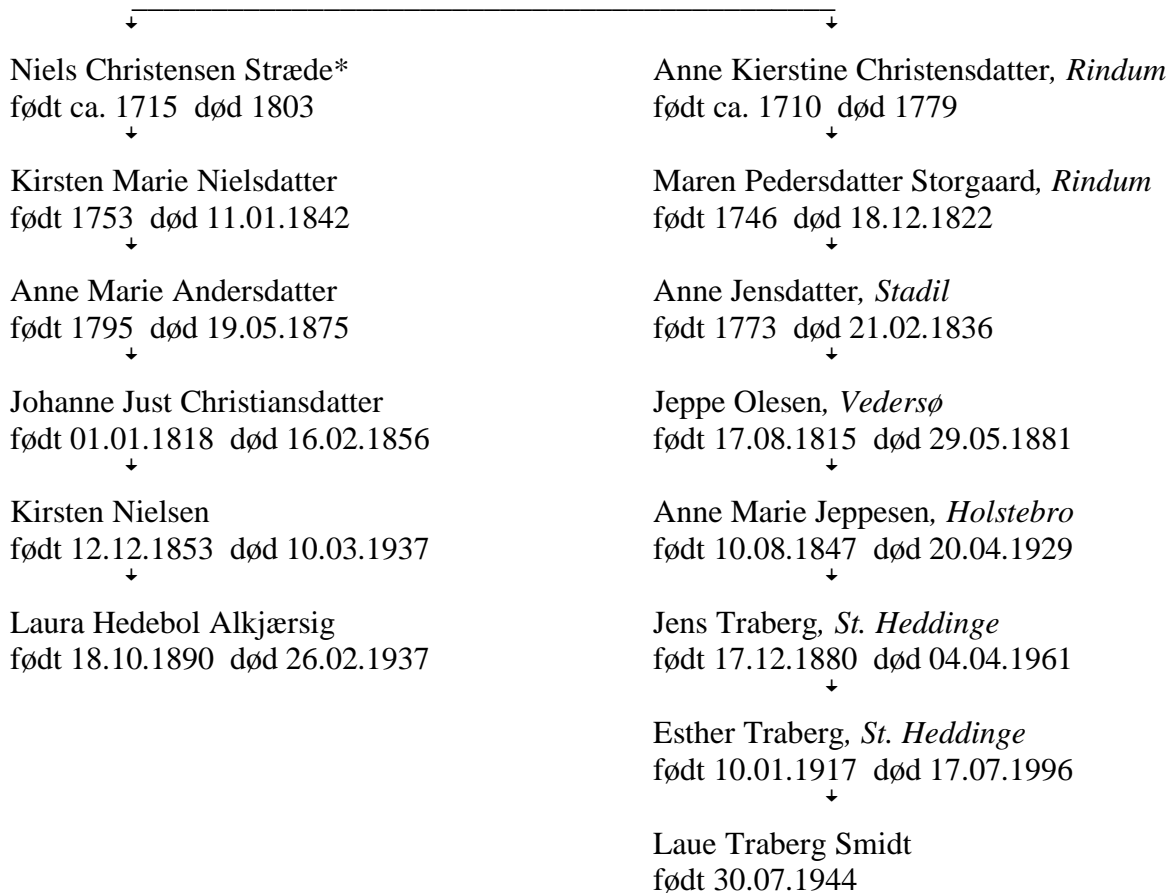 Niels Christensen Stræde*
født ca. 1715 død 1803
Kirsten Marie Nielsdatter
født 1753 død 11.01.1842
Anne Marie Andersdatter
født 1795 død 19.05.1875
Johanne Just Christiansdatter
født 01.01.1818 død 16.02.1856
Kirsten Nielsen
født 12.12.1853 død 10.03.1937
Laura Hedebol Alkjærsig
født 18.10.1890 død 26.02.1937
Anne Kierstine Christensdatter, Rindum
født ca. 1710 død 1779
Maren Pedersdatter Storgaard, Rindum
født 1746 død 18.12.1822
Anne Jensdatter, Stadil
født 1773 død 21.02.1836
Jeppe Olesen, Vedersø
født 17.08.1815 død 29.05.1881
Anne Marie Jeppesen, Holstebro
født 10.08.1847 død 20.04.1929
Jens Traberg, St. Heddinge
født 17.12.1880 død 04.04.1961
Esther Traberg, St. Heddinge
født 10.01.1917 død 17.07.1996
Laue Traberg Smidt
født 30.07.1944